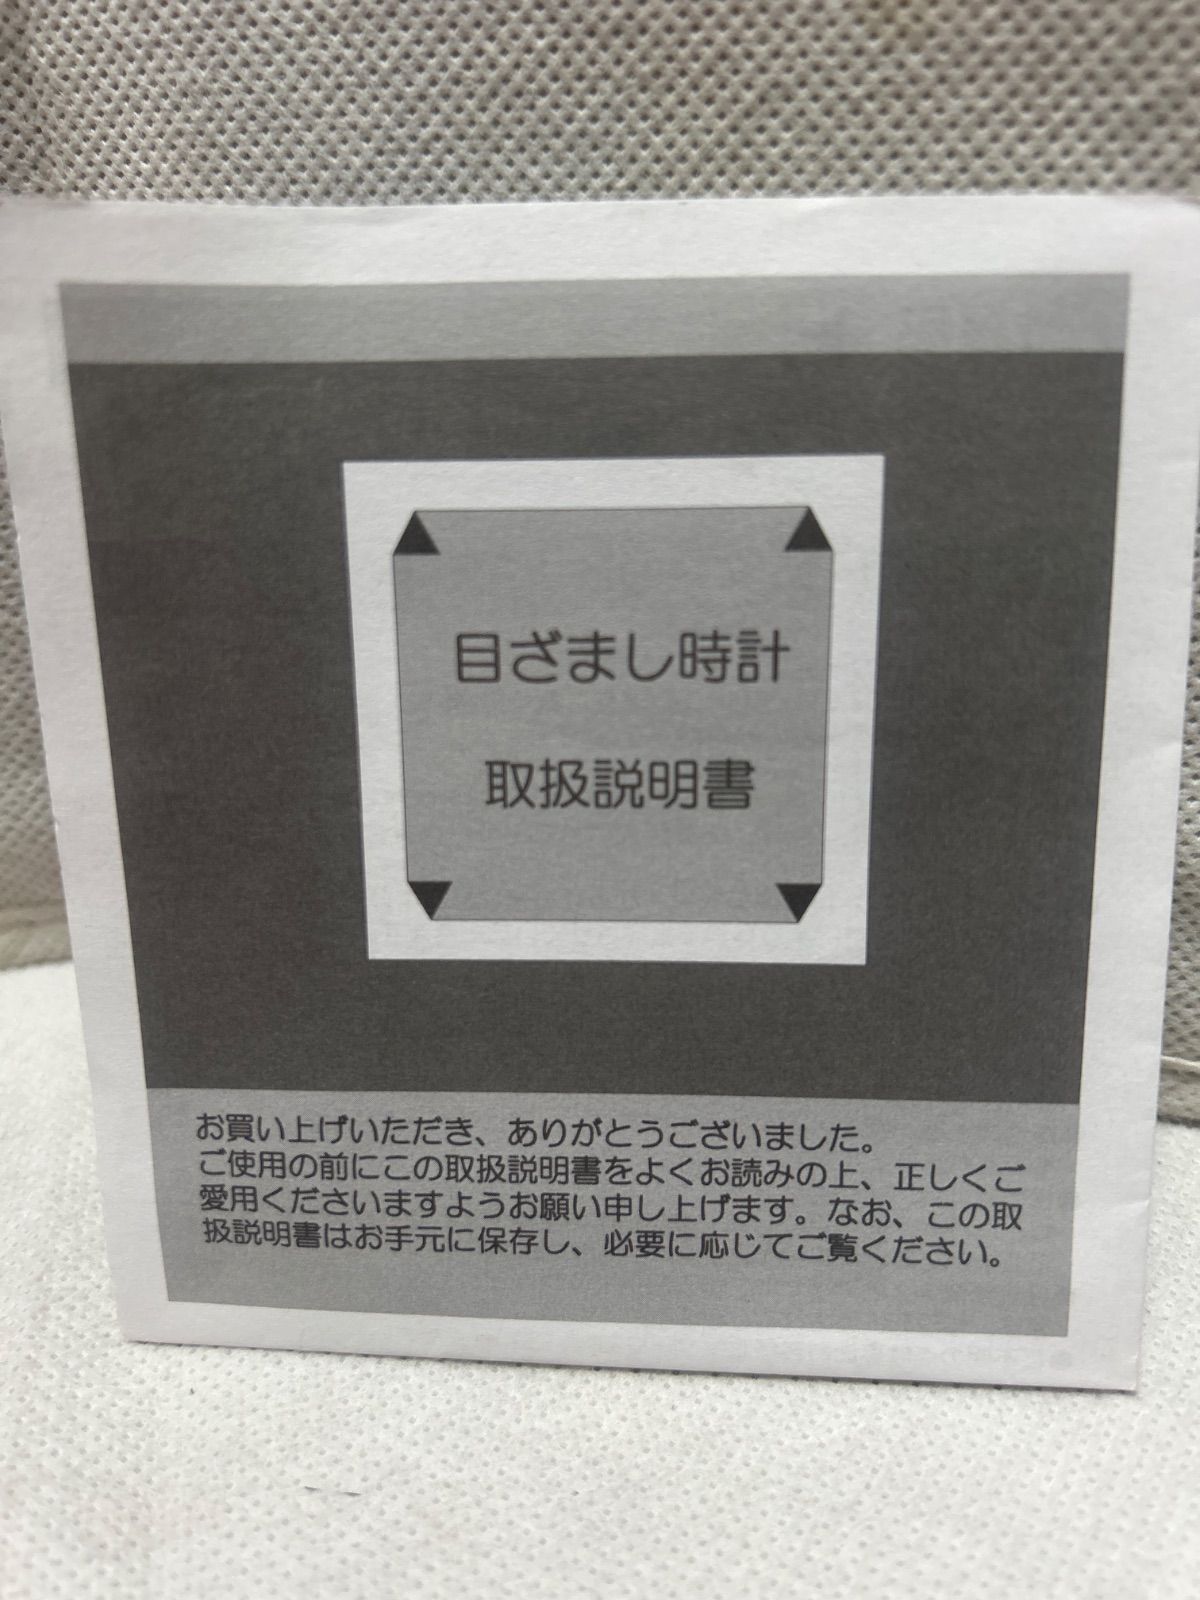 目ざまし時計
取扱説明書
お買い上げいただき、ありがとうございました。
ご使用の前にこの取扱説明書をよくお読みの上、正しくご
愛用くださいますようお願い申し上げます。なお、この取
扱説明書はお手元に保存し、必要に応じてご覧ください。